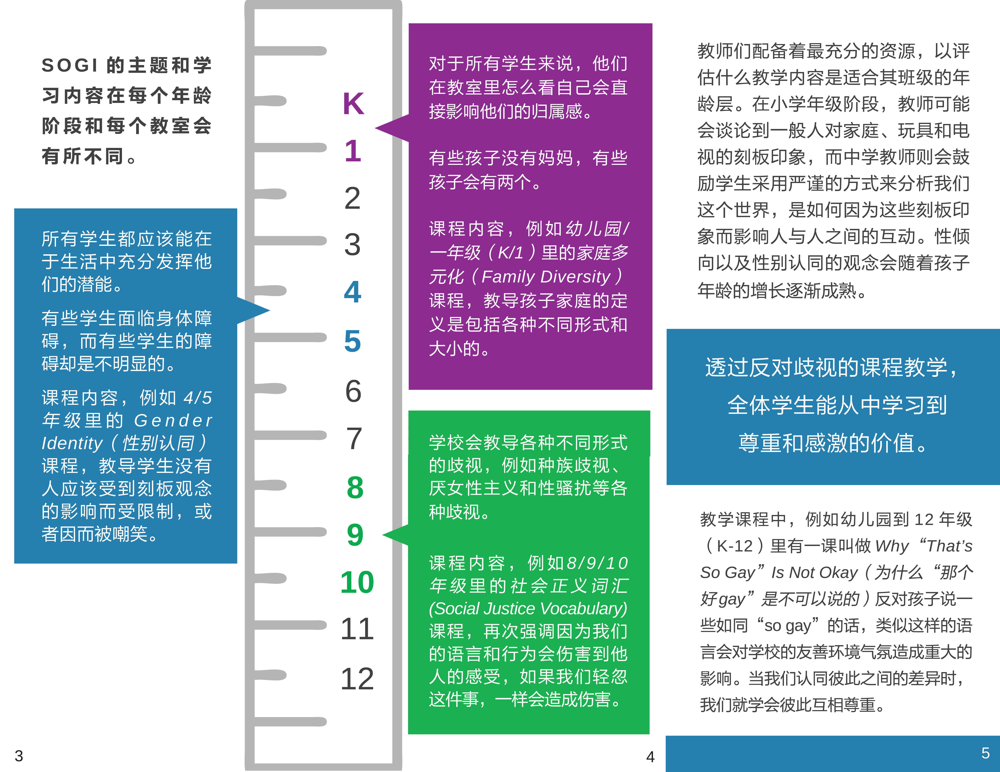 SOGI 的主题和学
习内容在每个年龄
阶段和每个教室会
有所不同。
所有学生都应该能在
于生活中充分发挥他
们的潜能。
有些学生面临身体障
碍，而有些学生的障
碍却是不明显的。
课程内容，例如 4/5
年级里的 Gender
Identity（性别认同）
课程，教导学生没有
人应该受到刻板观念
的影响而受限制，或
者因而被嘲笑。
3
K
1
2
3
4
5
6
7
8
9
10
11
12
对于所有学生来说，他们
在教室里怎么看自己会直
接影响他们的归属感。
有些孩子没有妈妈，有些
孩子会有两个。
课程内容，例如幼儿园/
一年级（K/1）里的家庭多
元化（Family Diversity）
课程，教导孩子家庭的定
义是包括各种不同形式和
大小的。
学校会教导各种不同形式
的歧视，例如种族歧视、
厌女性主义和性骚扰等各
种歧视。
课程内容，例如8/9/10
年级里的社会正义词汇
(Social Justice Vocabulary)
课程，再次强调因为我们
的语言和行为会伤害到他
人的感受，如果我们轻忽
这件事，一样会造成伤害。
4
教师们配备着最充分的资源，以评
估什么教学内容是适合其班级的年
龄层。在小学年级阶段，教师可能
会谈论到一般人对家庭、玩具和电
视的刻板印象，而中学教师则会鼓
励学生采用严谨的方式来分析我们
这个世界，是如何因为这些刻板印
象而影响人与人之间的互动。性倾
向以及性别认同的观念会随着孩子
年龄的增长逐渐成熟。
透过反对歧视的课程教学，
全体学生能从中学习到
尊重和感激的价值。
教学课程中，例如幼儿园到 12 年级
（K-12）里有一课叫做 Why “That’s
So Gay” Is Not Okay（为什么“那个
好 gay”是不可以说的）反对孩子说一
些如同“so gay”的话，类似这样的语
言会对学校的友善环境气氛造成重大的
影响。当我们认同彼此之间的差异时，
我们就学会彼此互相尊重。
5